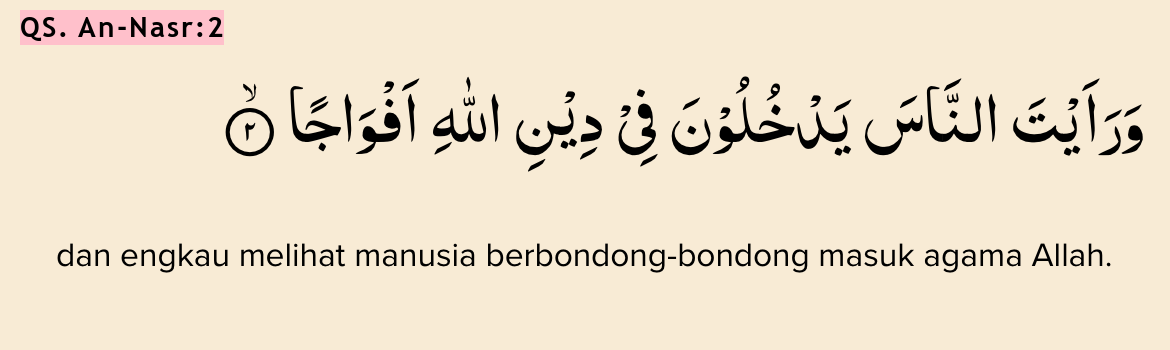 QS. An-Nasr:2
وَرَاَيْتَ النَّاسَ يَدْخُلُوْنَ فِيْ دِيْنِ اللّٰهِ اَفْوَاجًاۙ ٢
dan engkau melihat manusia berbondong-bondong masuk agama Allah.